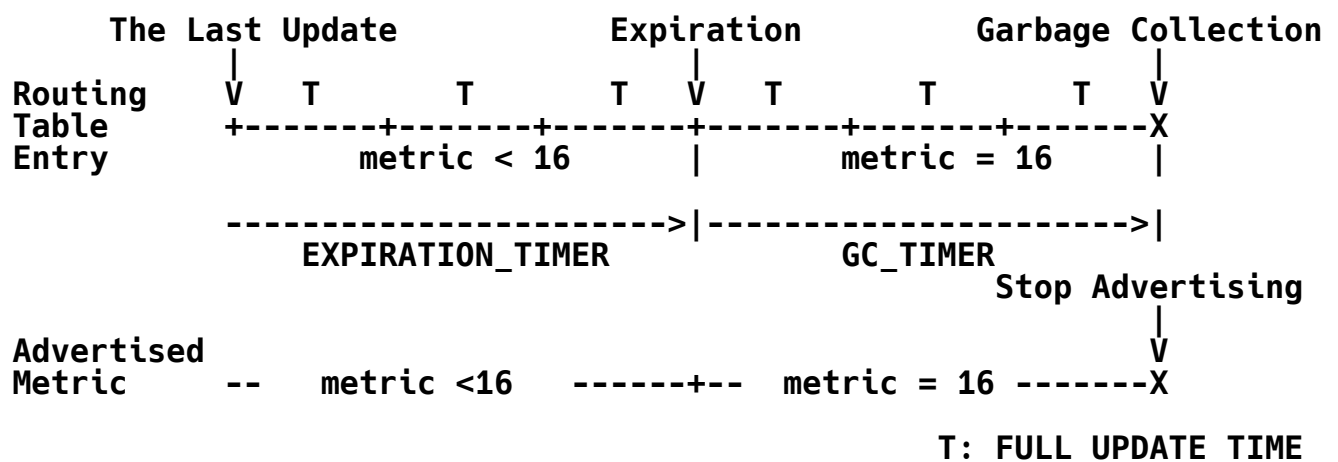 The Last Update              Expiration           Garbage Collection
              |                            |                            |
Routing       V    T         T         T   V   T         T         T    V
Table         +--------+---------+---------+--------+---------+---------X
Entry                metric < 16       |        metric = 16      |
              --------------------------->|-------------------------->|
                   EXPIRATION_TIMER              GC_TIMER
                                                             Stop Advertising
                                                                        |
Advertised                                                              V
Metric        --   metric <16   ------+--  metric = 16 -------X
                                                          T: FULL UPDATE TIME